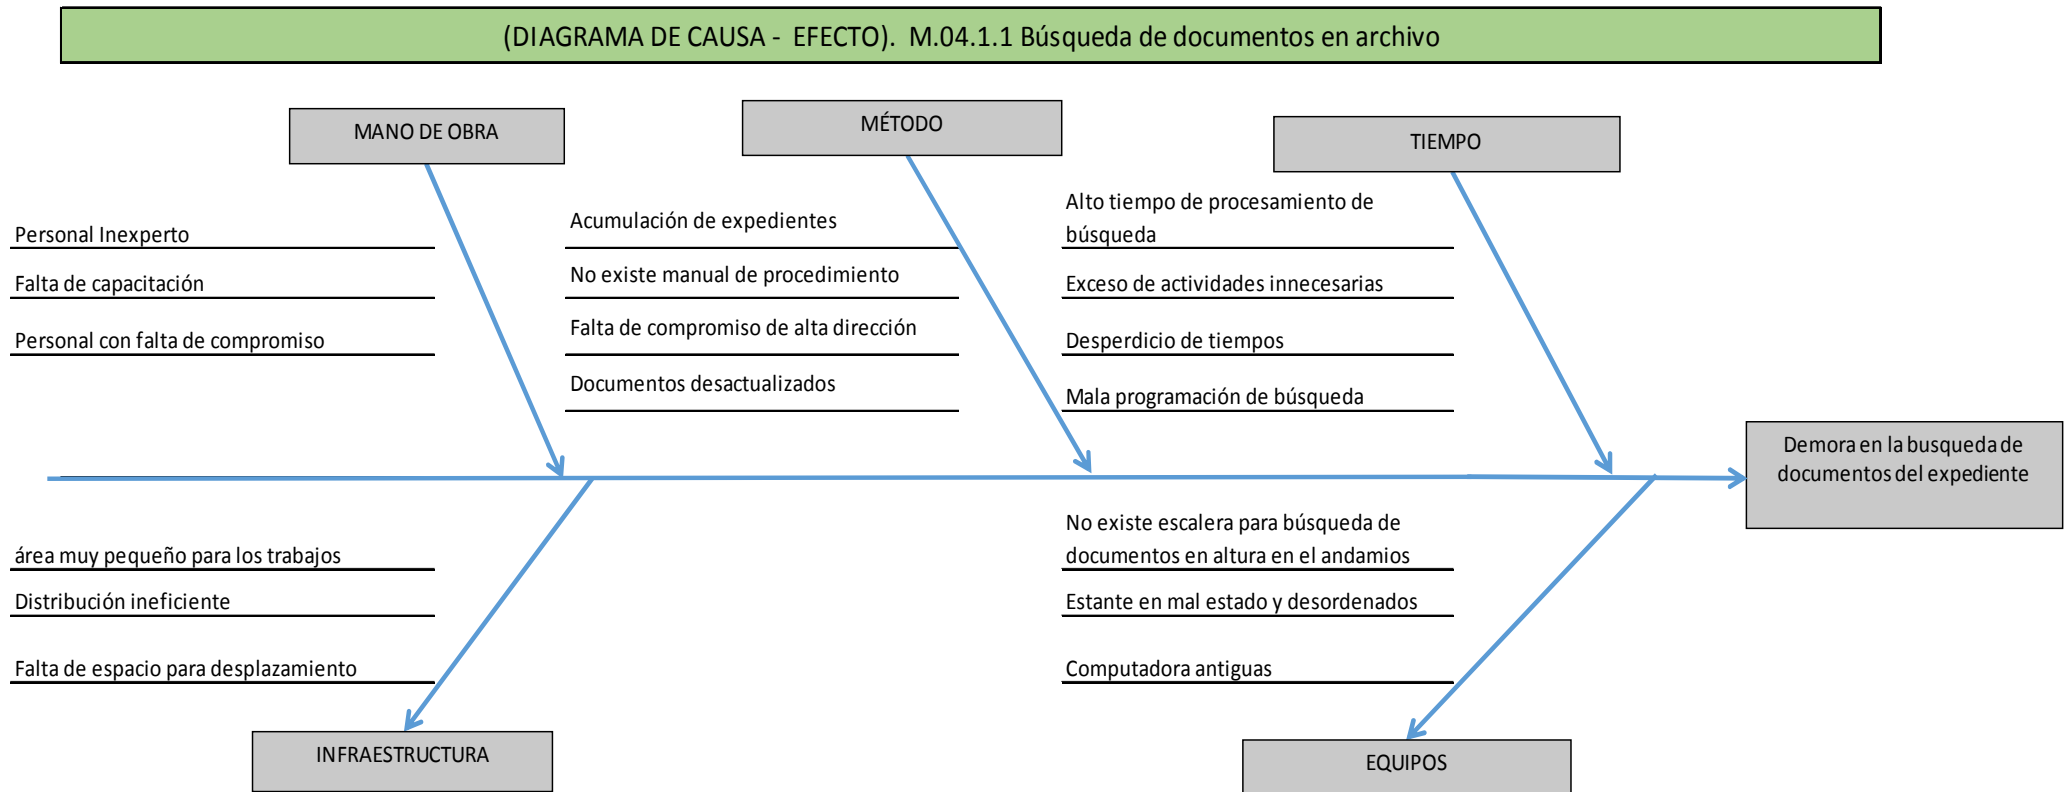 (DIAGRAMA DE CAUSA - EFECTO). M.04.1.1 Búsqueda de documentos en archivo
MANO DE OBRA
MÉTODO
TIEMPO
Personal Inexperto
Falta de capacitación
Personal con falta de compromiso
Acumulación de expedientes
No existe manual de procedimiento
Falta de compromiso de alta dirección
Documentos desactualizados
Alto tiempo de procesamiento de
búsqueda
Exceso de actividades innecesarias
Desperdicio de tiempos
Mala programación de búsqueda
Demora en la busqueda de
documentos del expediente
área muy pequeño para los trabajos
Distribución ineficiente
Falta de espacio para desplazamiento
No existe escalera para búsqueda de
documentos en altura en el andamios
Estante en mal estado y desordenados
Computadora antiguas
INFRAESTRUCTURA
EQUIPOS